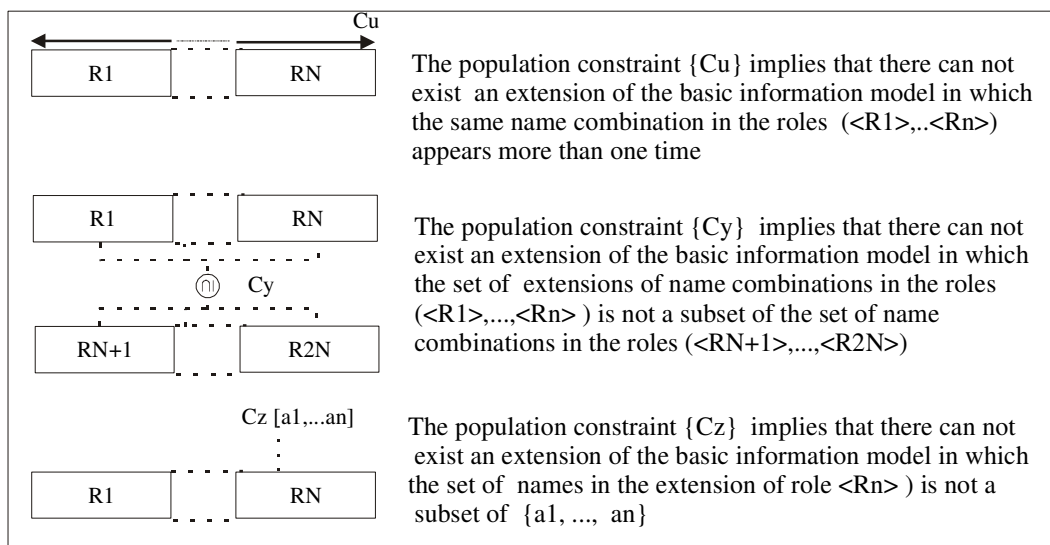 Cu
R1 RN
The population constraint {Cu} implies that there can not
exist an extension of the basic information model in which
the same name combination in the roles (<R1>,..<Rn>)
appears more than one time
R1 RN
Cy
RN+1 R2N
The population constraint {Cy} implies that there can not
exist an extension of the basic information model in which
the set of extensions of name combinations in the roles
(<R1>,...,<Rn> ) is not a subset of the set of name
combinations in the roles (<RN+1>,...,<R2N>)
Cz [a1,...an]
R1 RN
The population constraint {Cz} implies that there can not
exist an extension of the basic information model in which
the set of names in the extension of role <Rn> ) is not a
subset of {a1, ..., an}